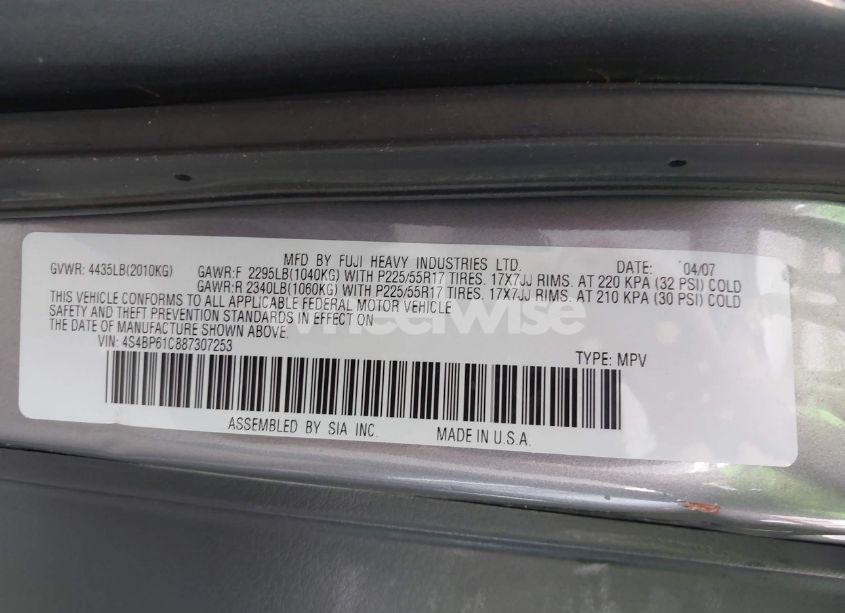 MFD BY FUJI HEAVY INDUSTRIES LTD. DATE: 04/07
GVWR: 4435LB(2010KG) GAWR:F 2295LB(1040KG) WITH P225/55R17 TIRES. 17X7JJ RIMS. AT 220 KPA (32 PSI) COLD
GAWR:R 2340LB(1060KG) WITH P225/55R17 TIRES. 17X7JJ RIMS. AT 210 KPA (30 PSI) COLD
THIS VEHICLE CONFORMS TO ALL APPLICABLE FEDERAL MOTOR VEHICLE
SAFETY AND THEFT PREVENTION STANDARDS IN EFFECT ON
THE DATE OF MANUFACTURE SHOWN ABOVE.
wheelwise
VIN: 4S4BP61C887307253 TYPE: MPV
ASSEMBLED BY SIA INC. MADE IN U.S.A.